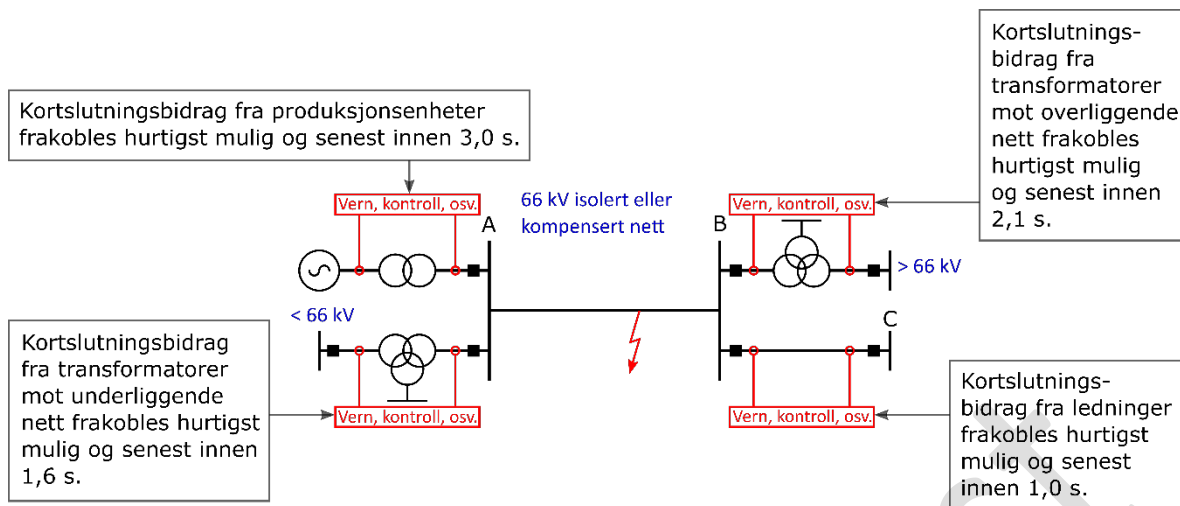 Kortslutnings-
bidrag fra
transformatorer
mot overliggende
nett frakobles
hurtigst mulig
og senest innen
2,1 s.
Kortslutningsbidrag fra produksjonsenheter
frakobles hurtigst mulig og senest innen 3,0 s.
Vern, kontroll, osv.
A
66 kV isolert eller
kompensert nett
B
Vern, kontroll, osv.
> 66 kV
< 66 kV
C
Kortslutningsbidrag
fra transformatorer
mot underliggende
nett frakobles hurtigst
mulig og senest innen
1,6 s.
Vern, kontroll, osv.
Vern, kontroll, osv.
Kortslutnings-
bidrag fra ledninger
frakobles hurtigst
mulig og senest
innen 1,0 s.